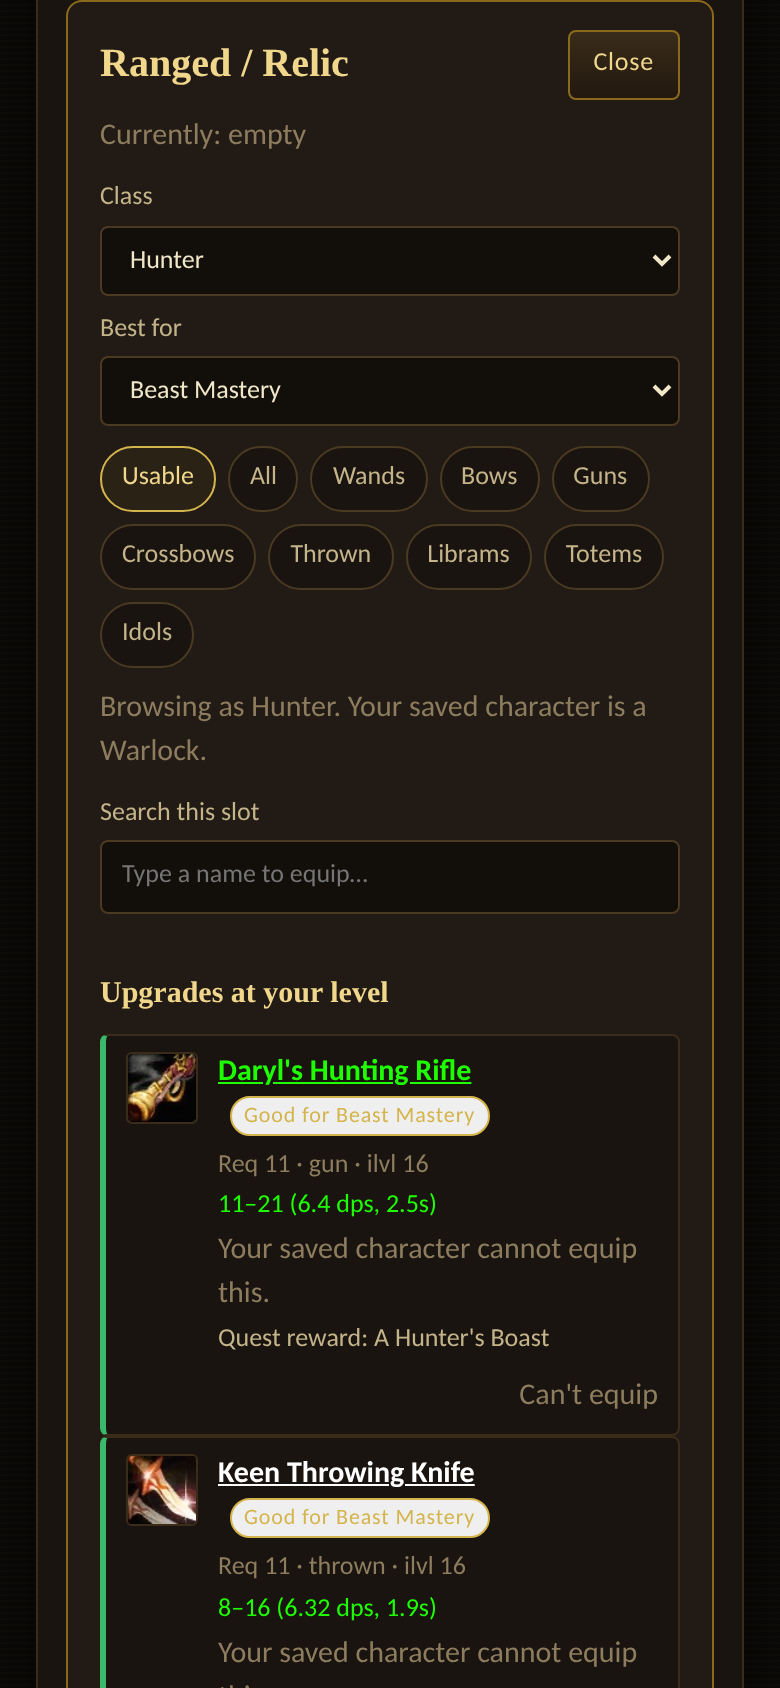 Ranged / Relic
Close
Currently: empty
Class
Hunter
Best for
Beast Mastery
Usable
All
Wands
Bows
Guns
Crossbows
Thrown
Librams
Totems
Idols
Browsing as Hunter. Your saved character is a
Warlock.
Search this slot
Type a name to equip...
Upgrades at your level
Daryl's Hunting Rifle
Good for Beast Mastery
Req 11 · gun · ilvl 16
11–21 (6.4 dps, 2.5s)
Your saved character cannot equip
this.
Quest reward: A Hunter's Boast
Can't equip
Keen Throwing Knife
Good for Beast Mastery
Req 11 · thrown · ilvl 16
8–16 (6.32 dps, 1.9s)
Your saved character cannot equip